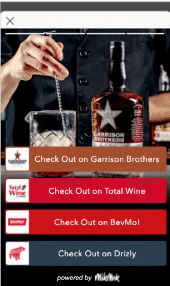 GARRISON
BROTHERS
Check Out on Garrison Brothers
Total Wine
Check Out on Total Wine
BevMo!
Check Out on BevMo!
Check Out on Drizly
powered by MikMak